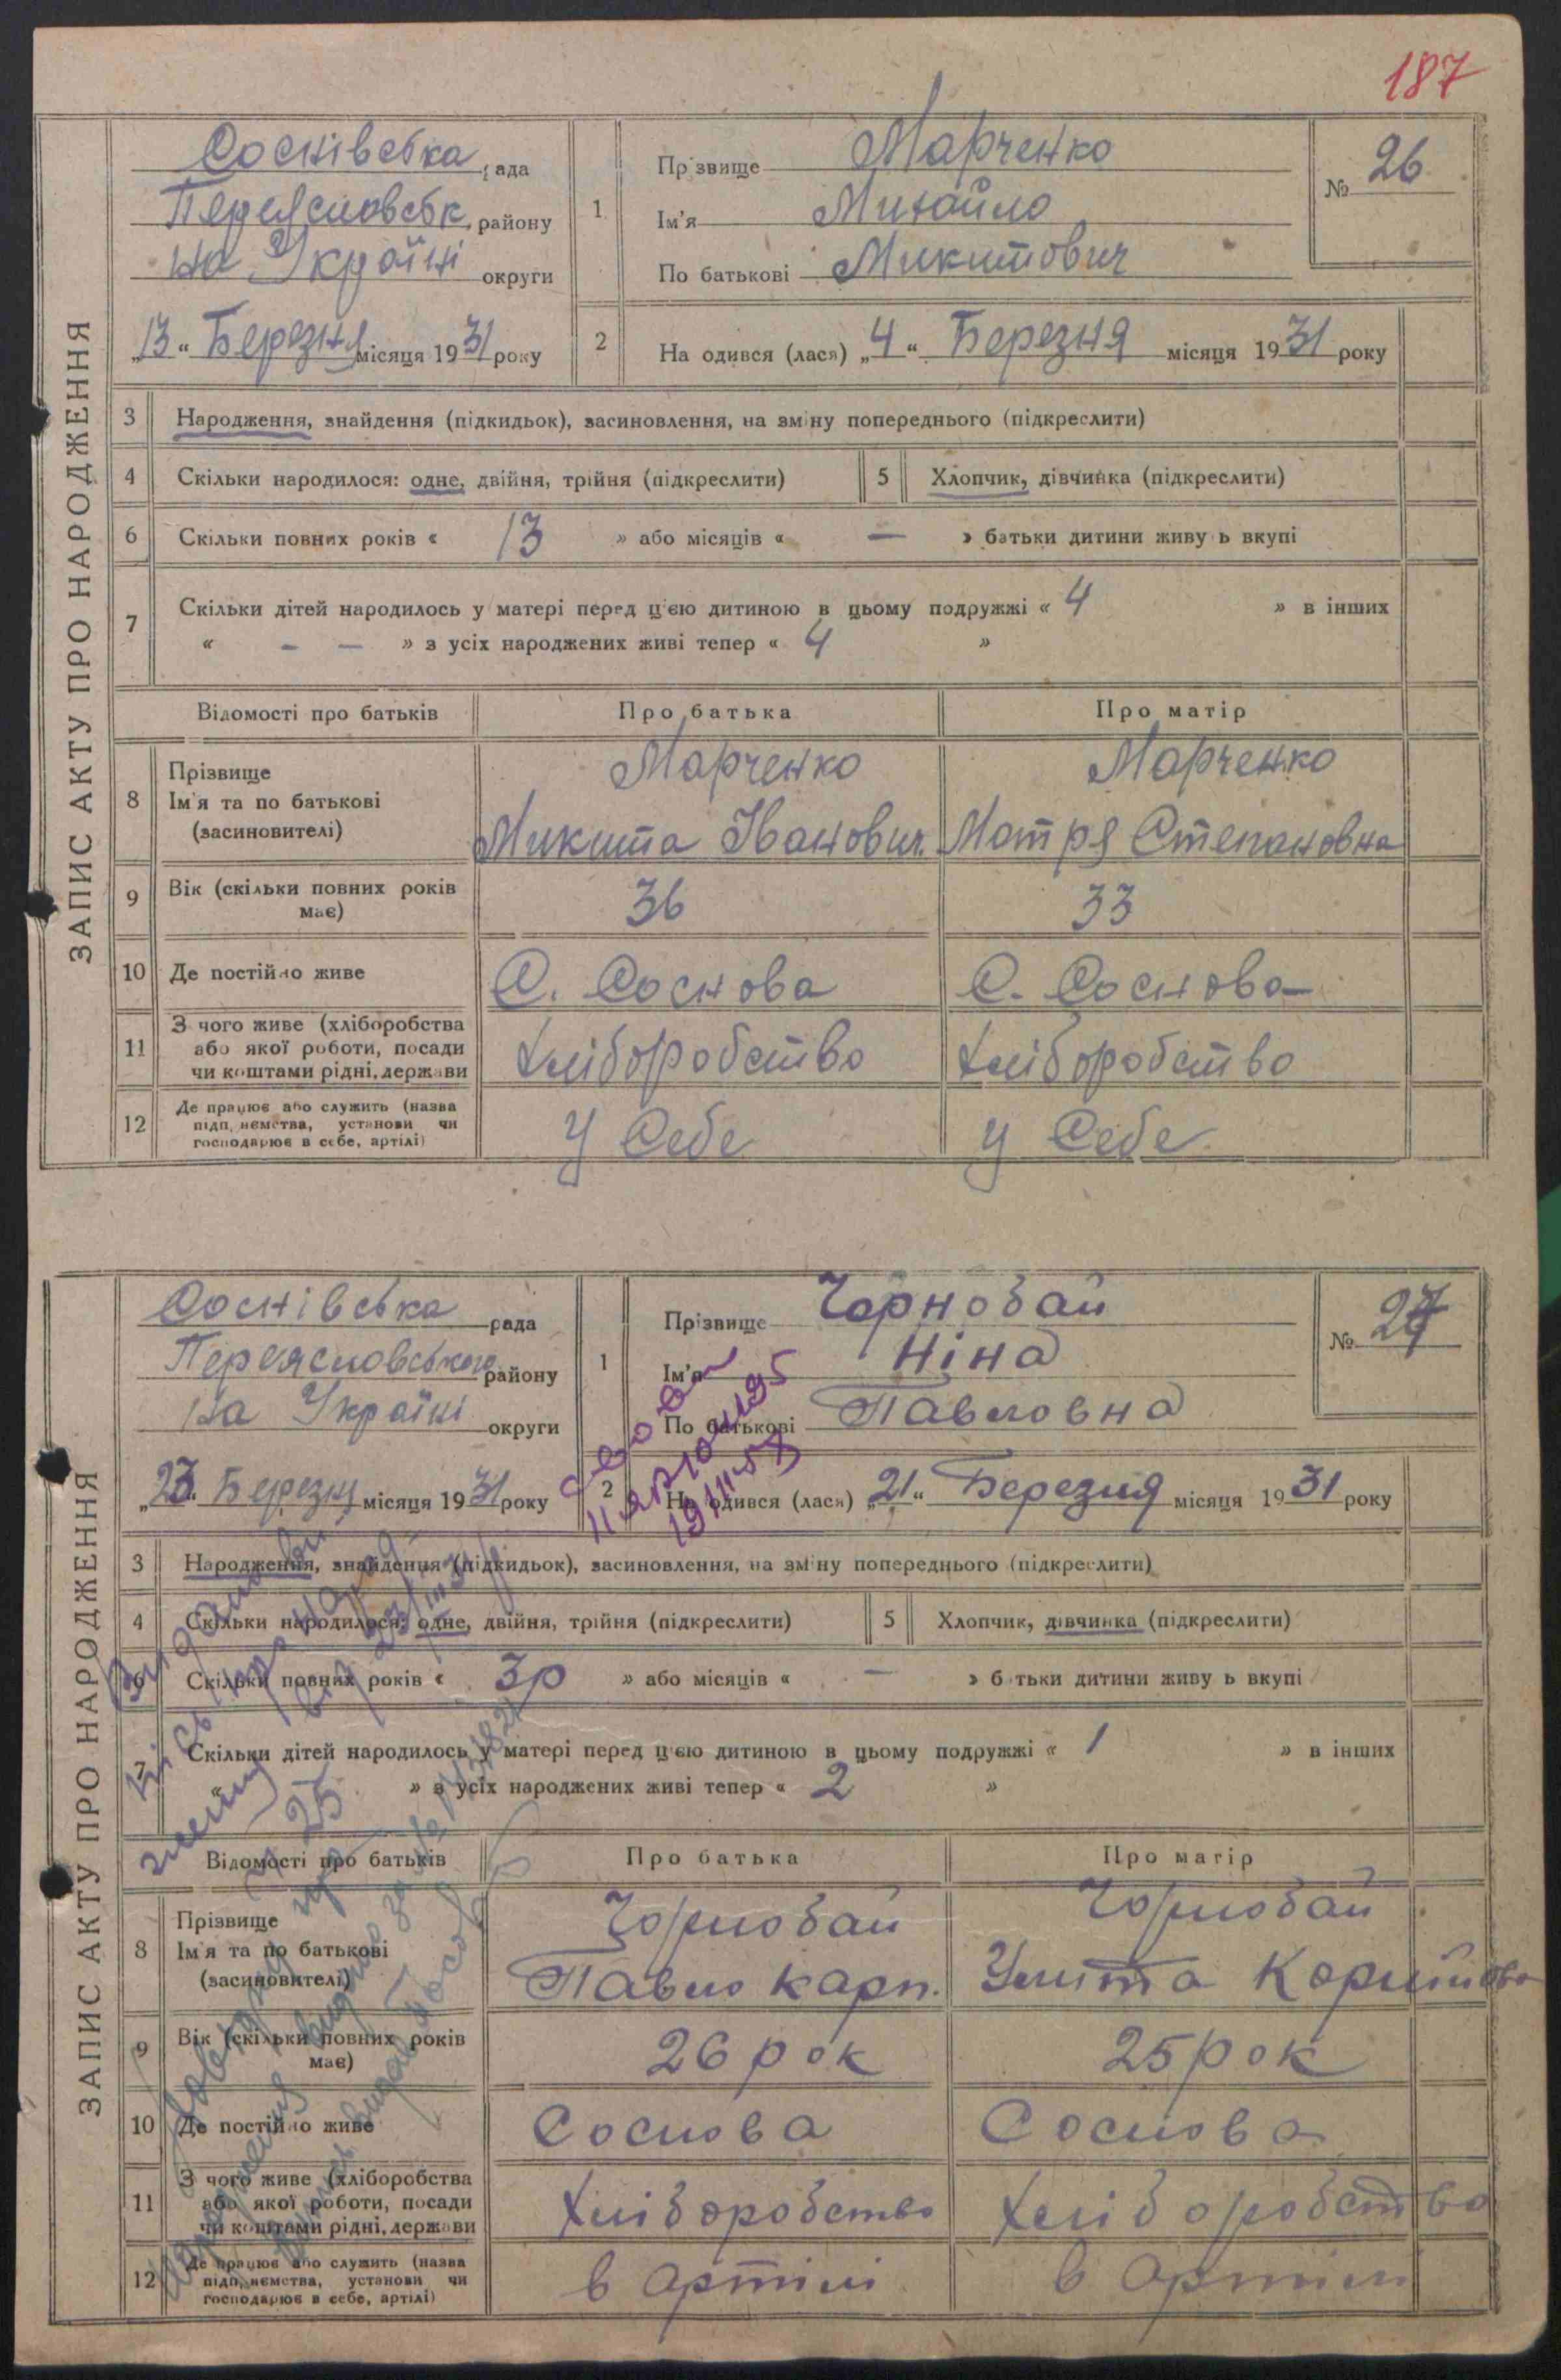 187
ЗАПИС АКТУ ПРО НАРОДЖЕННЯ
Соснівська рада
Переяславськ. району
на Україні округи
„13“ Березня місяця 1931 року
1 Прізвище Марченко
Ім'я Михайло
По батькові Микитович
№ 26
2 На одився (лася) „4“ Березня місяця 1931 року
3 Народження, знайдення (підкидьок), засиновлення, на зміну попереднього (підкреслити)
4 Скільки народилося: одне, двійня, трійня (підкреслити) 5 Хлопчик, дівчинка (підкреслити)
6 Скільки повних років « 13 » або місяців « — » батьки дитини живу ь вкупі
7 Скільки дітей народилось у матері перед цією дитиною в цьому подружжі « 4 » в інших
« — — » з усіх народжених живі тепер « 4 »
Відомості про батьків Про батька Про матір
8 Прізвище
Ім'я та по батькові
(засиновителі)
Марченко
Микита Іванович.
Марченко
Мотря Степановна
9 Вік (скільки повних років
має)
36 33
10 Де постійно живе С. Соснова С. Соснова
11 З чого живе (хліборобства
або якої роботи, посади
чи коштами рідні, держави
Хліборобство Хліборобство
12 Де працює або служить (назва
підп, иємства, установи чи
господарює в себе, артілі)
У Себе у Себе
ЗАПИС АКТУ ПРО НАРОДЖЕННЯ
Соснівська рада
Переясловського району
на Україні округи
„23“ Березня місяця 1931 року
1 Прізвище Чорнобай
Ім'я Ніна
По батькові Павловна
№ 27
2 На одився (лася) „21“ Березня місяця 1931 року
3 Народження, знайдення (підкидьок), засиновлення, на зміну попереднього (підкреслити)
4 Скільки народилося: одне, двійня, трійня (підкреслити) 5 Хлопчик, дівчинка (підкреслити)
6 Скільки повних років « 3р » або місяців « — » б тьки дитини живу ь вкупі
7 Скільки дітей народилось у матері перед цією дитиною в цьому подружжі « 1 » в інших
« » з усіх народжених живі тепер « 2 »
Відомості про батьків Про батька Про матір
8 Прізвище
Ім'я та по батькові
(засиновителі)
Чорнобай
Павло Карп.
Чорнобай
Улита
9 Вік (скільки повних років
має)
26 рок 25 рок
10 Де постійно живе Соснова Соснова
11 З чого живе (хліборобства
або якої роботи, посади
чи коштами рідні, держави
Хліборобство Хліборобство
12 Де працює або служить (назва
підп, иємства, установи чи
господарює в себе, артілі)
в артілі в артілі